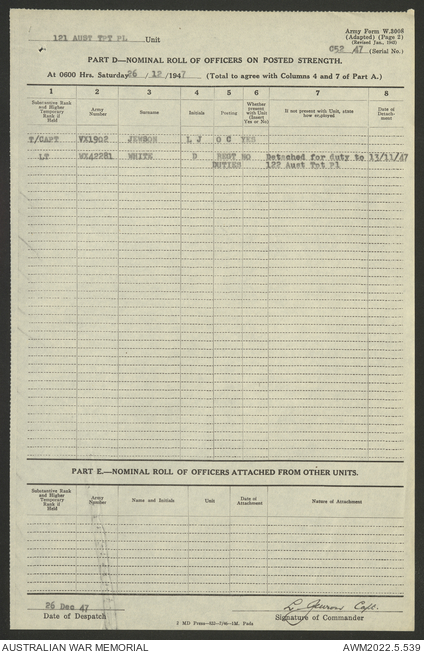 Army Form W.3008
(Adapted) (Page 2)
(Revised Jan., 1945)
121 AUST TPT PL Unit
C52 /47 (Serial No.)
PART D—NOMINAL ROLL OF OFFICERS ON POSTED STRENGTH.
At 0600 Hrs. Saturday 26 / 12 /1947 (Total to agree with Columns 4 and 7 of Part A.)
1 2 3 4 5 6 7 8
Substantive Rank and Higher Temporary Rank if Held
Army Number
Surname
Initials
Posting
Whether present with Unit (Insert Yes or No)
If not present with Unit, state how employed
Date of Detachment
T/CAPT VX1902 JEWSON L J O C YES
LT WX42281 WHITE D REGT NO Detached for duty to 13/11/47
DUTIES 122 Aust Tpt Pl
PART E.—NOMINAL ROLL OF OFFICERS ATTACHED FROM OTHER UNITS.
Substantive Rank and Higher Temporary Rank if Held
Army Number
Name and Initials
Unit
Date of Attachment
Nature of Attachment
26 Dec 47
Date of Despatch
L Jewson Capt.
Signature of Commander
AUSTRALIAN WAR MEMORIAL
AWM2022.5.539